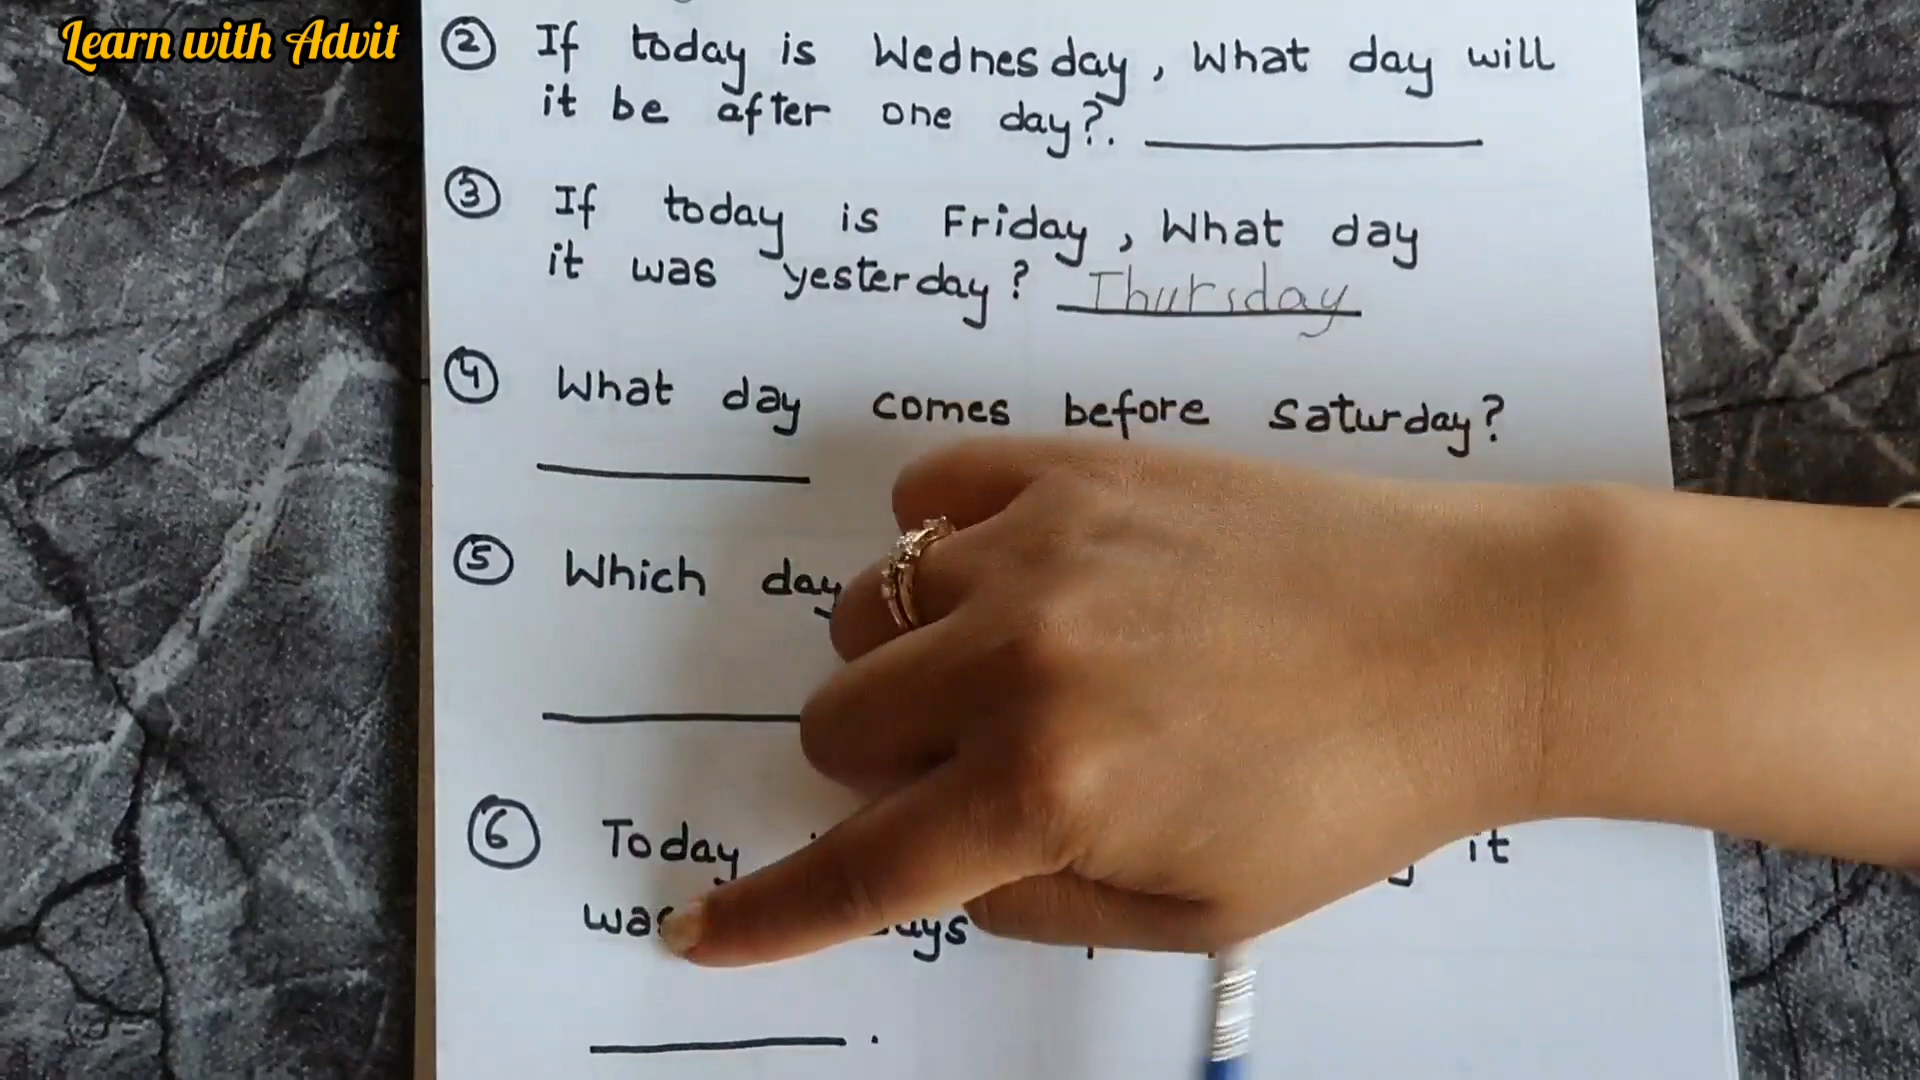 Learn with Advit
2 If today is Wednesday, What day will
it be after one day?.
3 If today is Friday, What day
it was yesterday? Thursday
4 What day comes before saturday?
5 Which day
6 Today it
was